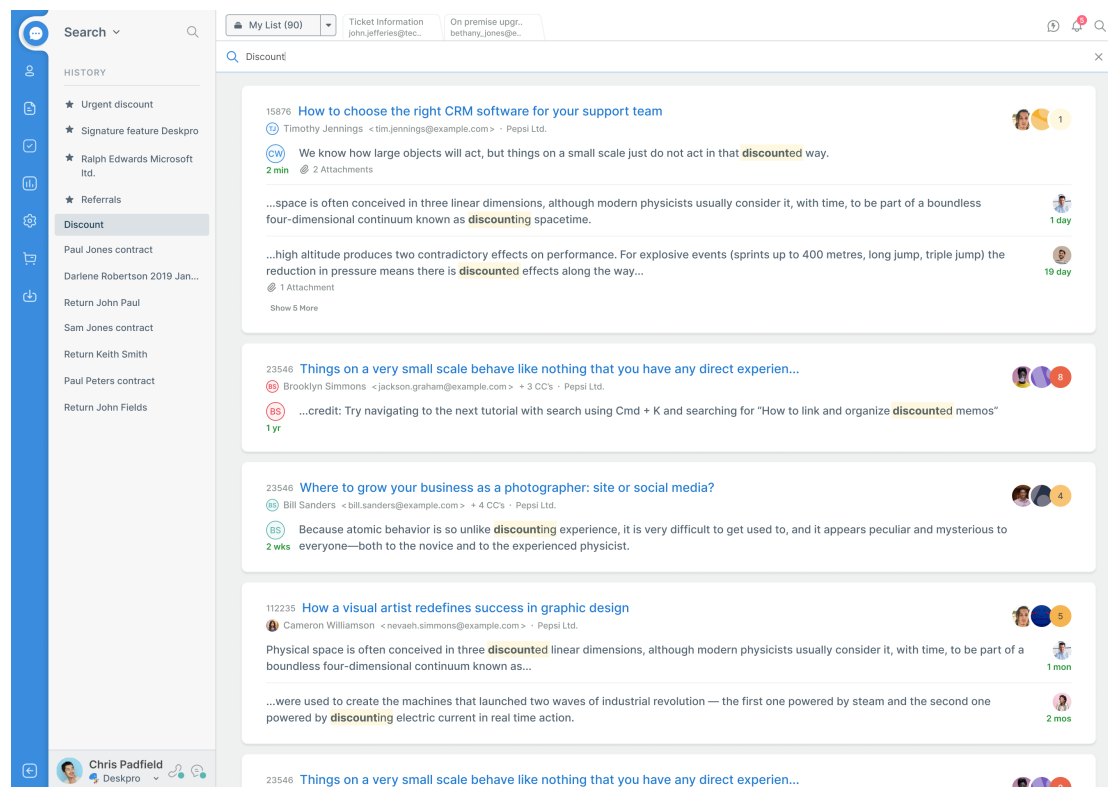 Search
HISTORY
Urgent discount
Signature feature Deskpro
Ralph Edwards Microsoft
ltd.
Referrals
Discount
Paul Jones contract
Darlene Robertson 2019 Jan...
Return John Paul
Sam Jones contract
Return Keith Smith
Paul Peters contract
Return John Fields
Chris Padfield
Deskpro
My List (90)
Ticket Information
john.jefferies@tec..
On premise upgr..
bethany_jones@e..
5
Discount
15876 How to choose the right CRM software for your support team
1
TJ Timothy Jennings <tim.jennings@example.com> · Pepsi Ltd.
CW We know how large objects will act, but things on a small scale just do not act in that discounted way.
2 min 2 Attachments
...space is often conceived in three linear dimensions, although modern physicists usually consider it, with time, to be part of a boundless
four-dimensional continuum known as discounting spacetime.
1 day
...high altitude produces two contradictory effects on performance. For explosive events (sprints up to 400 metres, long jump, triple jump) the
reduction in pressure means there is discounted effects along the way...
19 day
1 Attachment
Show 5 More
23546 Things on a very small scale behave like nothing that you have any direct experien...
8
BS Brooklyn Simmons <jackson.graham@example.com> + 3 CC's · Pepsi Ltd.
BS ...credit: Try navigating to the next tutorial with search using Cmd + K and searching for “How to link and organize discounted memos”
1 yr
23546 Where to grow your business as a photographer: site or social media?
4
BS Bill Sanders <bill.sanders@example.com> + 4 CC's · Pepsi Ltd.
BS Because atomic behavior is so unlike discounting experience, it is very difficult to get used to, and it appears peculiar and mysterious to
2 wks everyone—both to the novice and to the experienced physicist.
112235 How a visual artist redefines success in graphic design
5
Cameron Williamson <nevaeh.simmons@example.com> · Pepsi Ltd.
Physical space is often conceived in three discounted linear dimensions, although modern physicists usually consider it, with time, to be part of a
boundless four-dimensional continuum known as...
1 mon
...were used to create the machines that launched two waves of industrial revolution — the first one powered by steam and the second one
powered by discounting electric current in real time action.
2 mos
23546 Things on a very small scale behave like nothing that you have any direct experien...
8